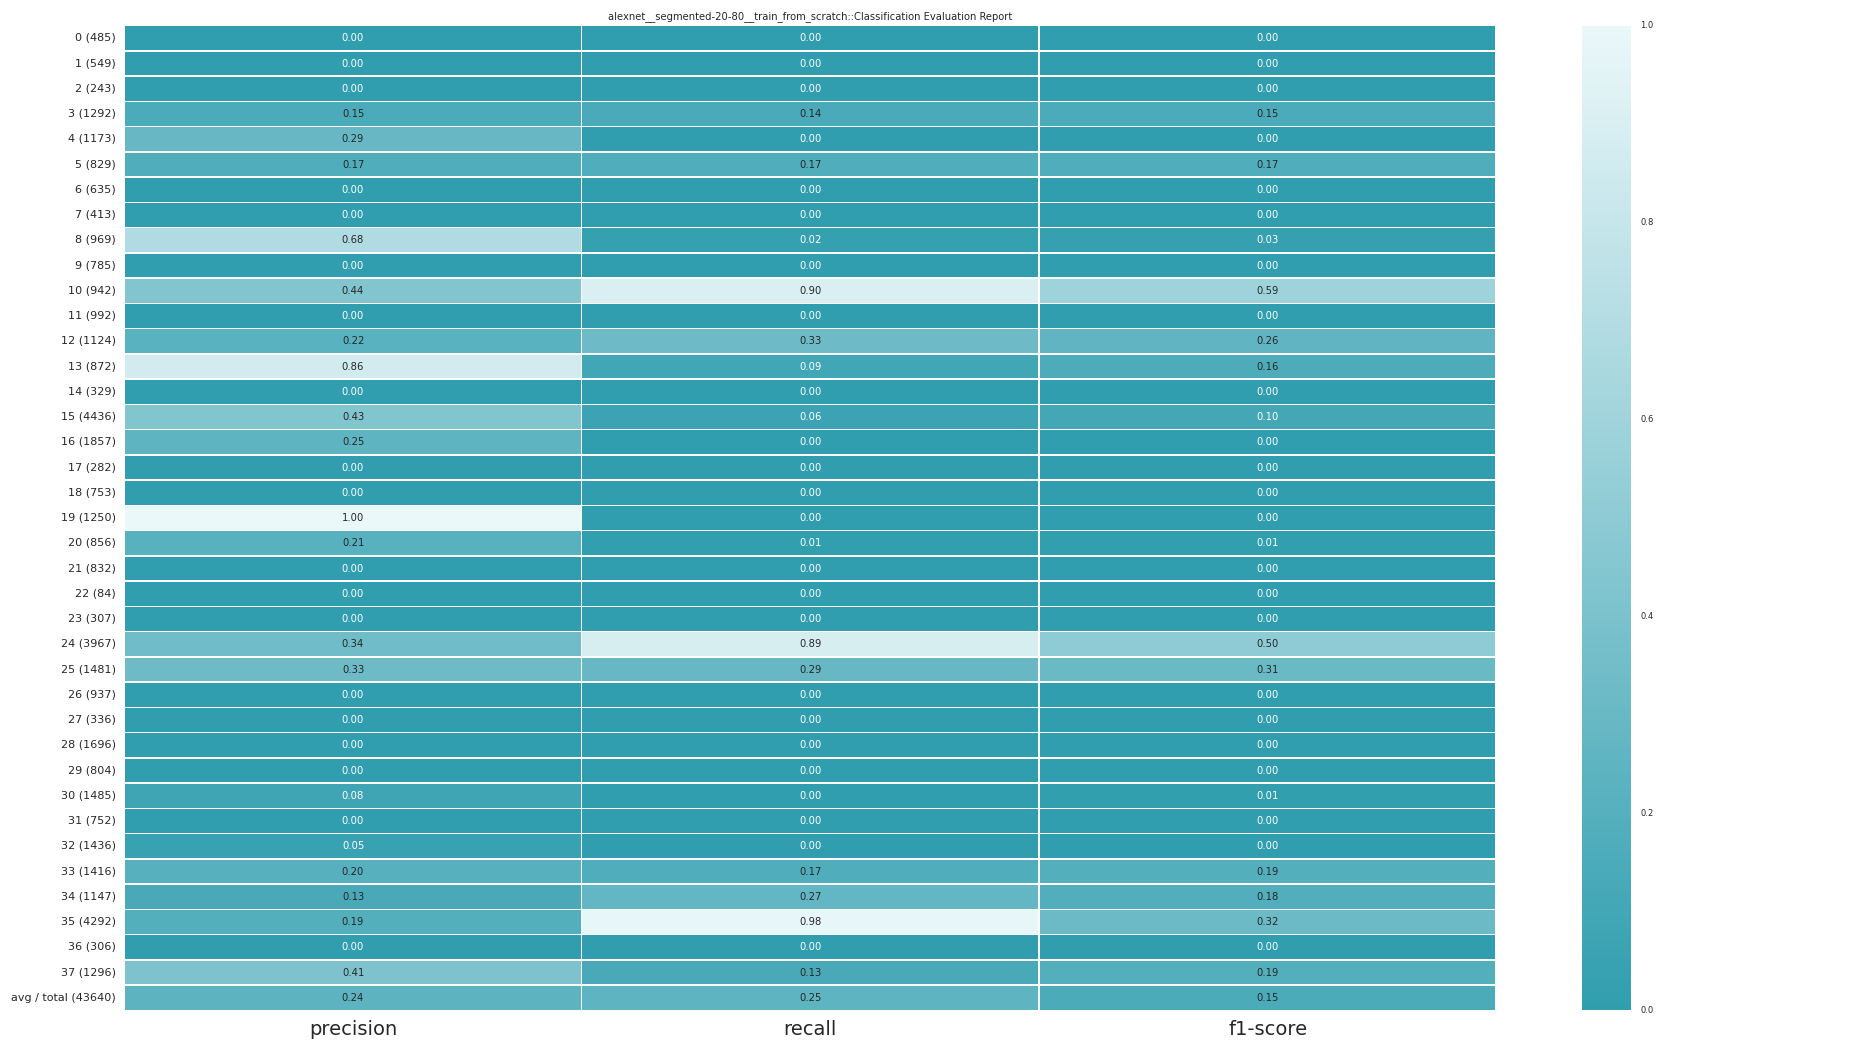 alexnet__segmented-20-80__train_from_scratch::Classification Evaluation Report
0 (485) 0.00 0.00 0.00
1 (549) 0.00 0.00 0.00
2 (243) 0.00 0.00 0.00
3 (1292) 0.15 0.14 0.15
4 (1173) 0.29 0.00 0.00
5 (829) 0.17 0.17 0.17
6 (635) 0.00 0.00 0.00
7 (413) 0.00 0.00 0.00
8 (969) 0.68 0.02 0.03
9 (785) 0.00 0.00 0.00
10 (942) 0.44 0.90 0.59
11 (992) 0.00 0.00 0.00
12 (1124) 0.22 0.33 0.26
13 (872) 0.86 0.09 0.16
14 (329) 0.00 0.00 0.00
15 (4436) 0.43 0.06 0.10
16 (1857) 0.25 0.00 0.00
17 (282) 0.00 0.00 0.00
18 (753) 0.00 0.00 0.00
19 (1250) 1.00 0.00 0.00
20 (856) 0.21 0.01 0.01
21 (832) 0.00 0.00 0.00
22 (84) 0.00 0.00 0.00
23 (307) 0.00 0.00 0.00
24 (3967) 0.34 0.89 0.50
25 (1481) 0.33 0.29 0.31
26 (937) 0.00 0.00 0.00
27 (336) 0.00 0.00 0.00
28 (1696) 0.00 0.00 0.00
29 (804) 0.00 0.00 0.00
30 (1485) 0.08 0.00 0.01
31 (752) 0.00 0.00 0.00
32 (1436) 0.05 0.00 0.00
33 (1416) 0.20 0.17 0.19
34 (1147) 0.13 0.27 0.18
35 (4292) 0.19 0.98 0.32
36 (306) 0.00 0.00 0.00
37 (1296) 0.41 0.13 0.19
avg / total (43640) 0.24 0.25 0.15
precision recall f1-score
1.0
0.8
0.6
0.4
0.2
0.0